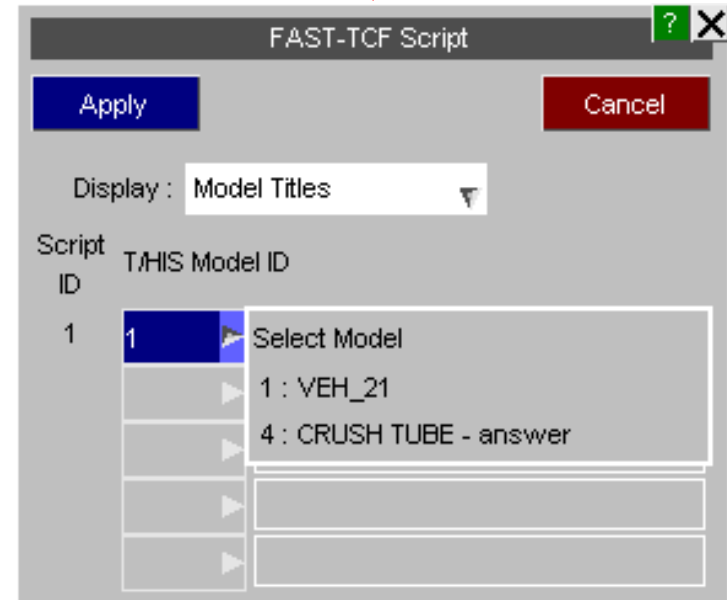 FAST-TCF Script
?
Apply
Cancel
Display :
Model Titles
Script
ID
T/HIS Model ID
1
1
Select Model
1 : VEH_21
4 : CRUSH TUBE - answer